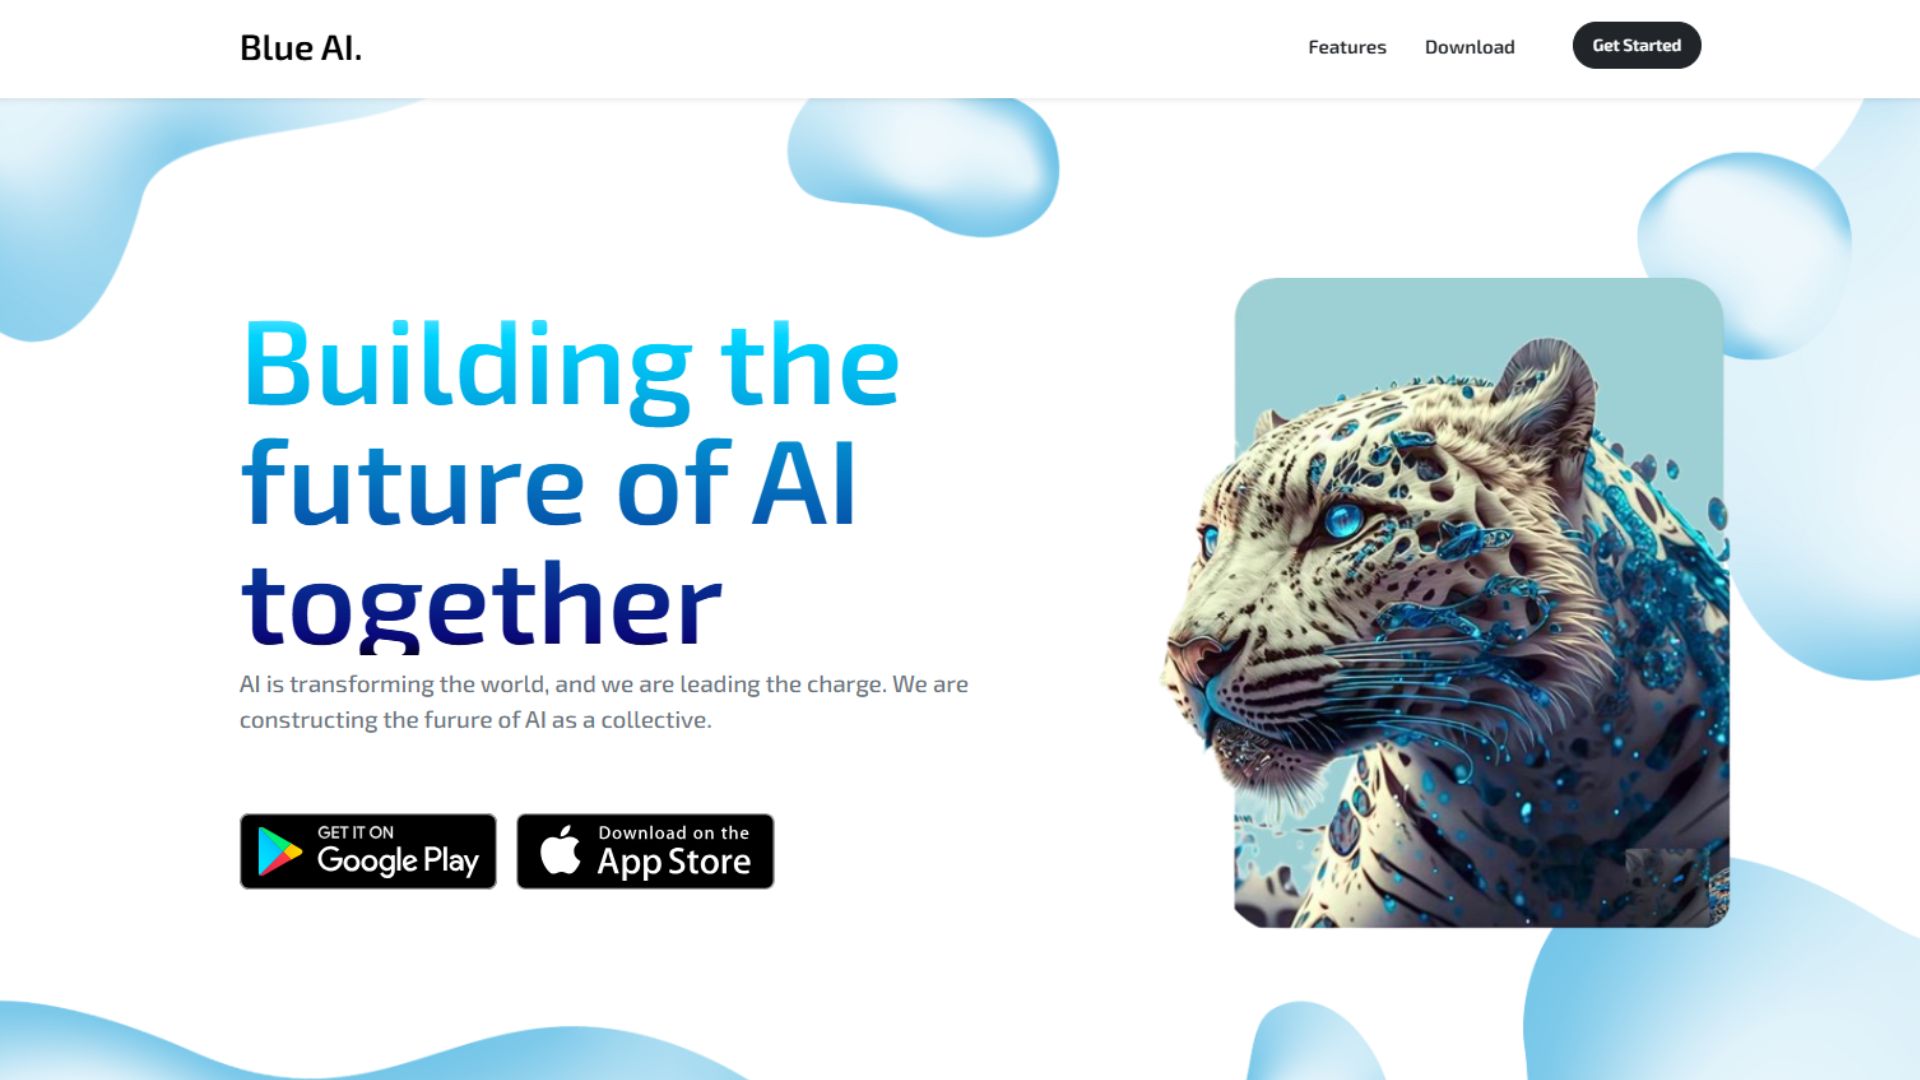 Blue AI.
Features
Download
Get Started
Building the
future of AI
together
AI is transforming the world, and we are leading the charge. We are
constructing the furure of AI as a collective.
GET IT ON
Google Play
Download on the
App Store